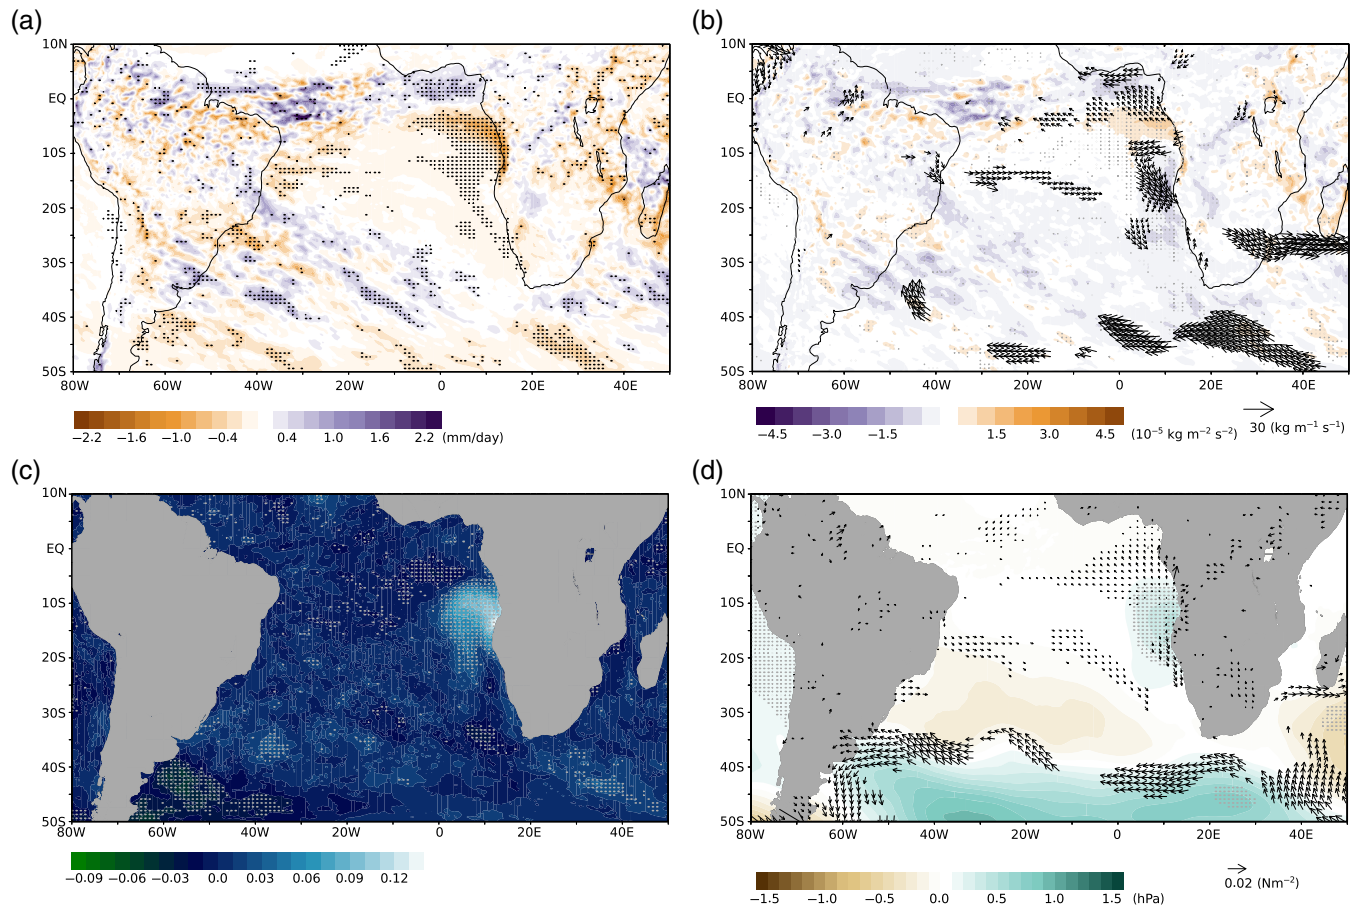 (a)
10N
EQ
10S
20S
30S
40S
50S
80W 60W 40W 20W 0 20E 40E
−2.2 −1.6 −1.0 −0.4 0.4 1.0 1.6 2.2 (mm/day)
(b)
10N
EQ
10S
20S
30S
40S
50S
80W 60W 40W 20W 0 20E 40E
−4.5 −3.0 −1.5 1.5 3.0 4.5 (10⁻⁵ kg m⁻² s⁻²)
30 (kg m⁻¹ s⁻¹)
(c)
10N
EQ
10S
20S
30S
40S
50S
80W 60W 40W 20W 0 20E 40E
−0.09 −0.06 −0.03 0.0 0.03 0.06 0.09 0.12
(d)
10N
EQ
10S
20S
30S
40S
50S
80W 60W 40W 20W 0 20E 40E
−1.5 −1.0 −0.5 0.0 0.5 1.0 1.5 (hPa)
0.02 (Nm⁻²)